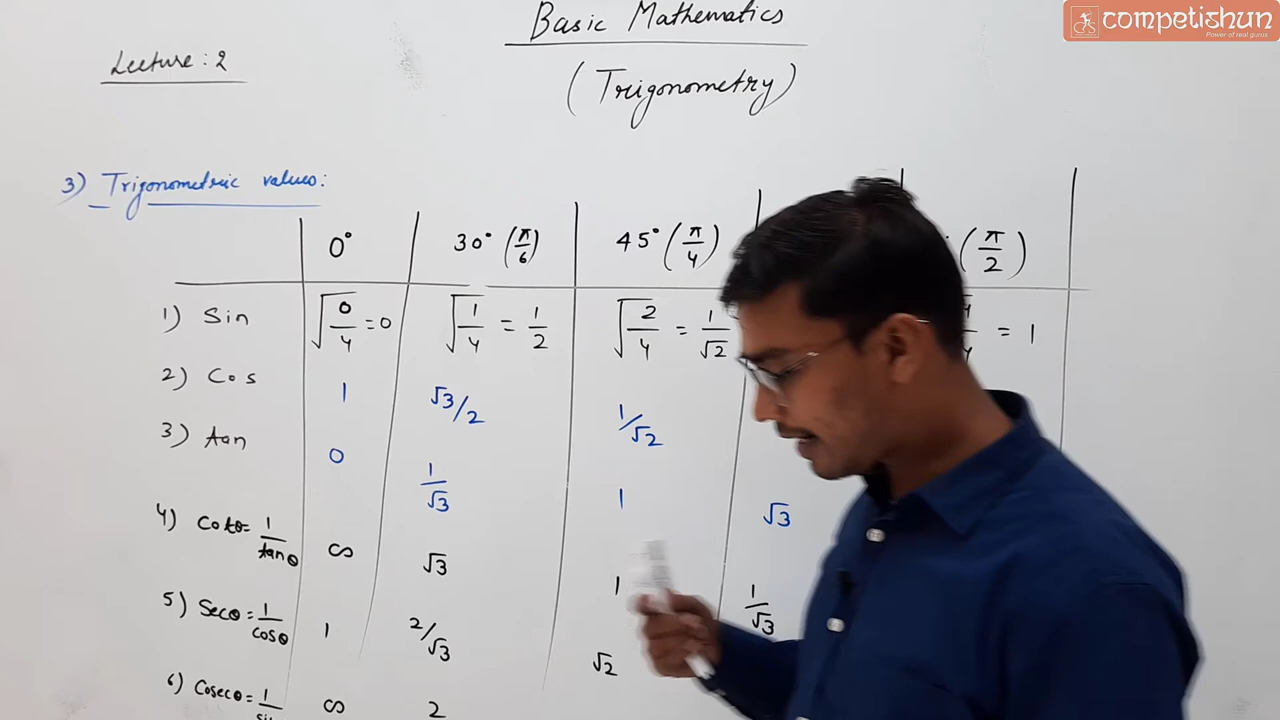 Basic Mathematics
competishun
Power of real gurus
Lecture : 2
(Trigonometry)
3) Trigonometric values:
0° 30° (π/6) 45° (π/4) (π/2)
1) Sin √(0/4) = 0 √(1/4) = 1/2 √(2/4) = 1/√2 = 1
2) Cos 1 √3/2 1/√2
3) tan 0 1/√3 1 √3
4) Cotθ = 1/tanθ ∞ √3 1 1/√3
5) Secθ = 1/cosθ 1 2/√3 √2
6) Cosecθ = 1/ ∞ 2